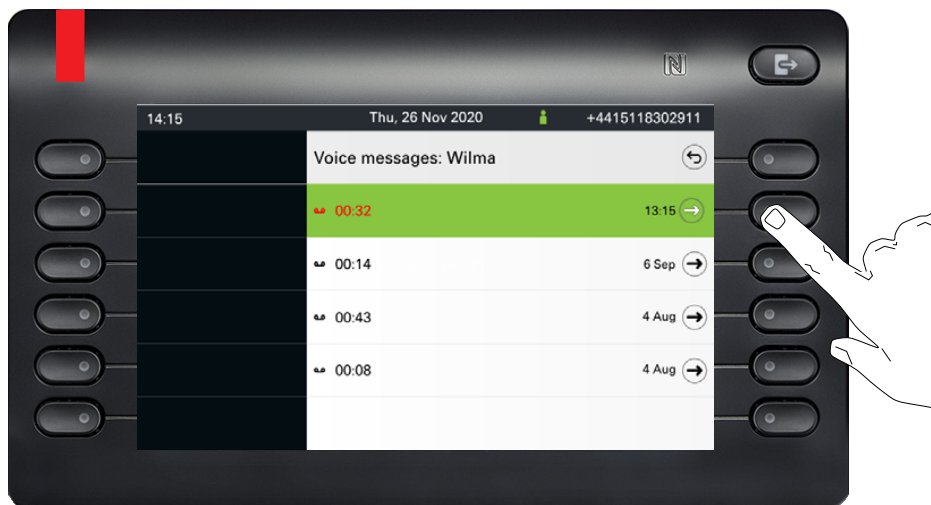 14:15 Thu, 26 Nov 2020 +4415118302911
Voice messages: Wilma
00:32 13:15
00:14 6 Sep
00:43 4 Aug
00:08 4 Aug